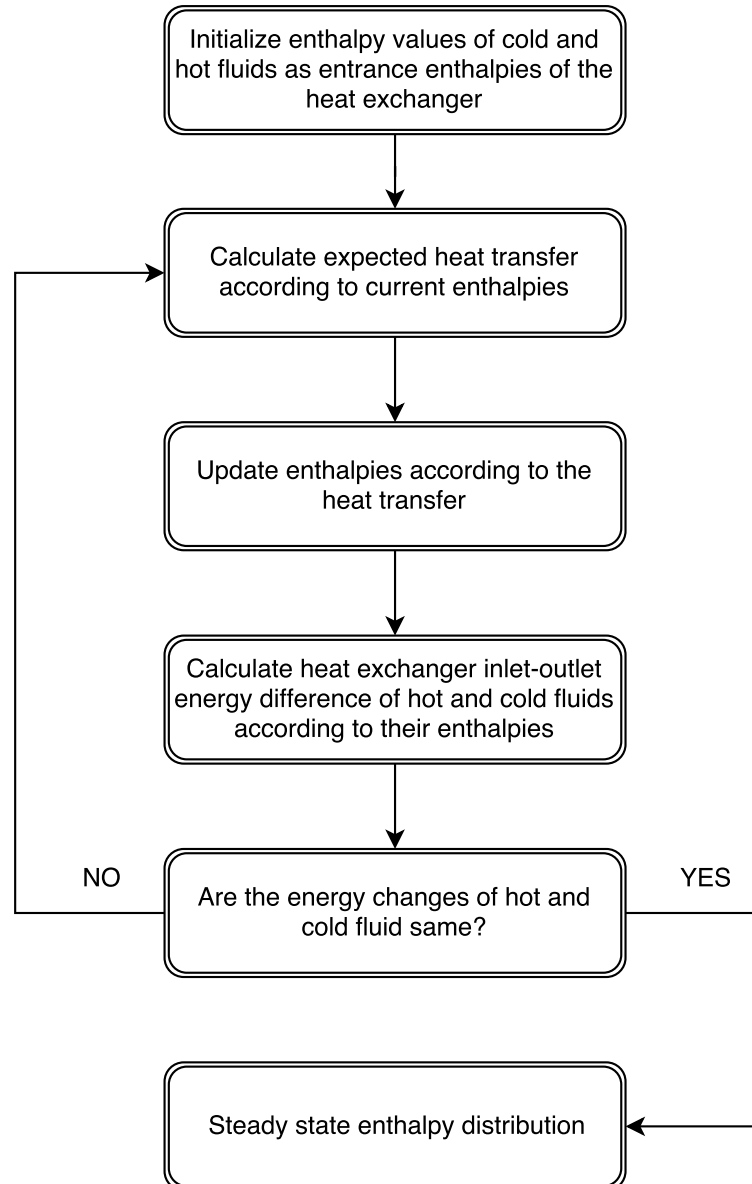 Initialize enthalpy values of cold and
hot fluids as entrance enthalpies of the
heat exchanger
Calculate expected heat transfer
according to current enthalpies
Update enthalpies according to the
heat transfer
Calculate heat exchanger inlet-outlet
energy difference of hot and cold fluids
according to their enthalpies
NO
YES
Are the energy changes of hot and
cold fluid same?
Steady state enthalpy distribution